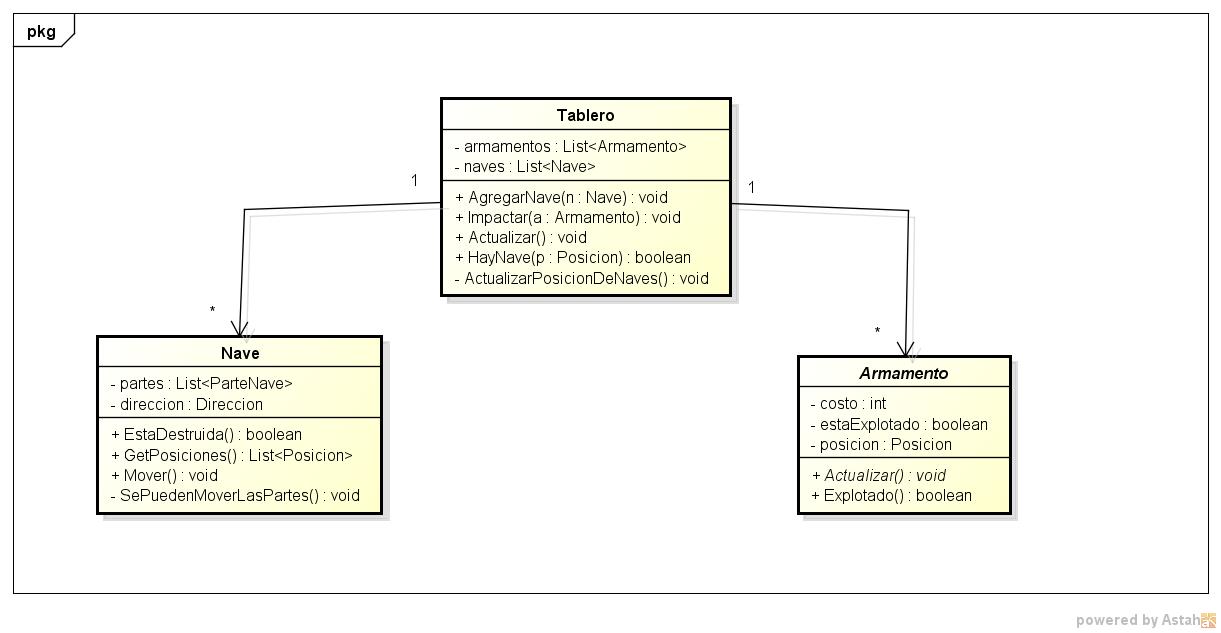 pkg
Tablero
- armamentos : List<Armamento>
- naves : List<Nave>
+ AgregarNave(n : Nave) : void
+ Impactar(a : Armamento) : void
+ Actualizar() : void
+ HayNave(p : Posicion) : boolean
- ActualizarPosicionDeNaves() : void
1
1
*
*
Nave
- partes : List<ParteNave>
- direccion : Direccion
+ EstaDestruida() : boolean
+ GetPosiciones() : List<Posicion>
+ Mover() : void
- SePuedenMoverLasPartes() : void
Armamento
- costo : int
- estaExplotado : boolean
- posicion : Posicion
+ Actualizar() : void
+ Explotado() : boolean
powered by Astah